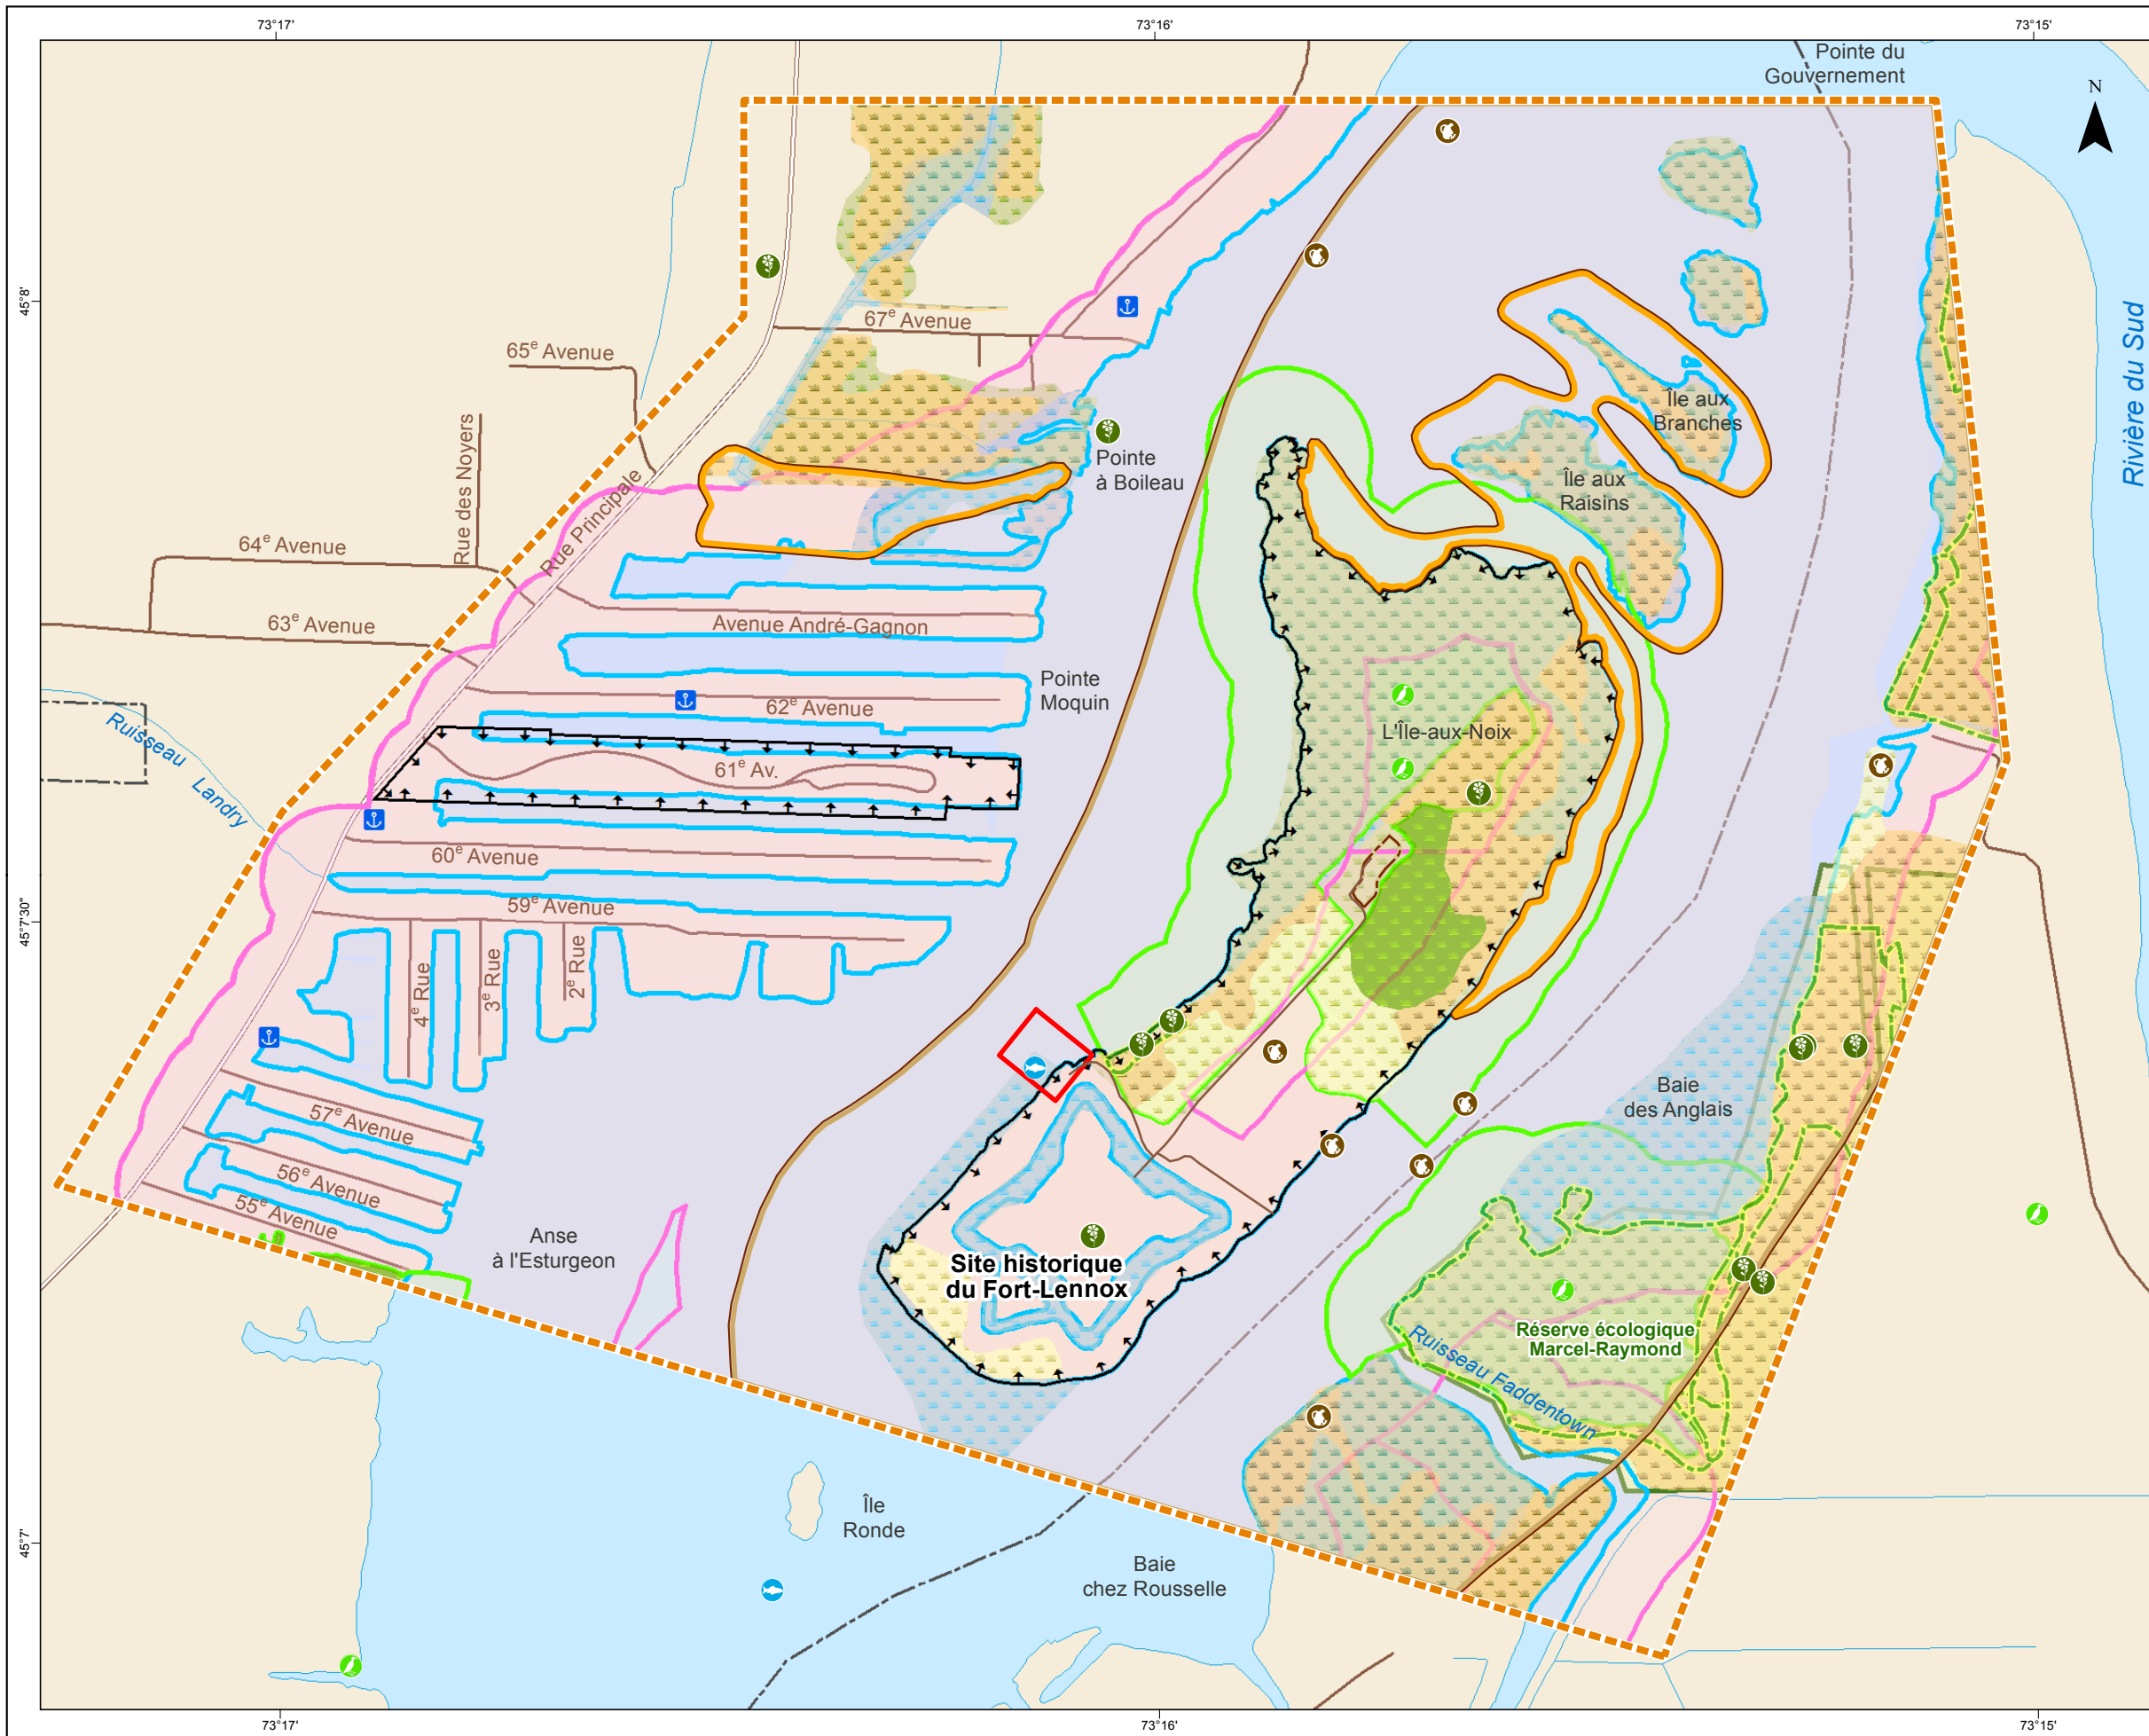 73°17'
73°16'
73°15'
Pointe du
Gouvernement
N
45°8'
67e Avenue
65e Avenue
Rivière du Sud
Île aux
Branches
Rue des Noyers
Pointe
à Boileau
Île aux
Raisins
Rue Principale
64e Avenue
63e Avenue
Avenue André-Gagnon
Pointe
Moquin
62e Avenue
Ruisseau Landry
L'Île-aux-Noix
61e Av.
60e Avenue
59e Avenue
45°7'30"
4e Rue
3e Rue
2e Rue
Baie
des Anglais
57e Avenue
56e Avenue
55e Avenue
Anse
à l'Esturgeon
Site historique
du Fort-Lennox
Réserve écologique
Marcel-Raymond
Ruisseau Faddentown
Île
Ronde
45°7'
Baie
chez Rousselle
73°17'
73°16'
73°15'